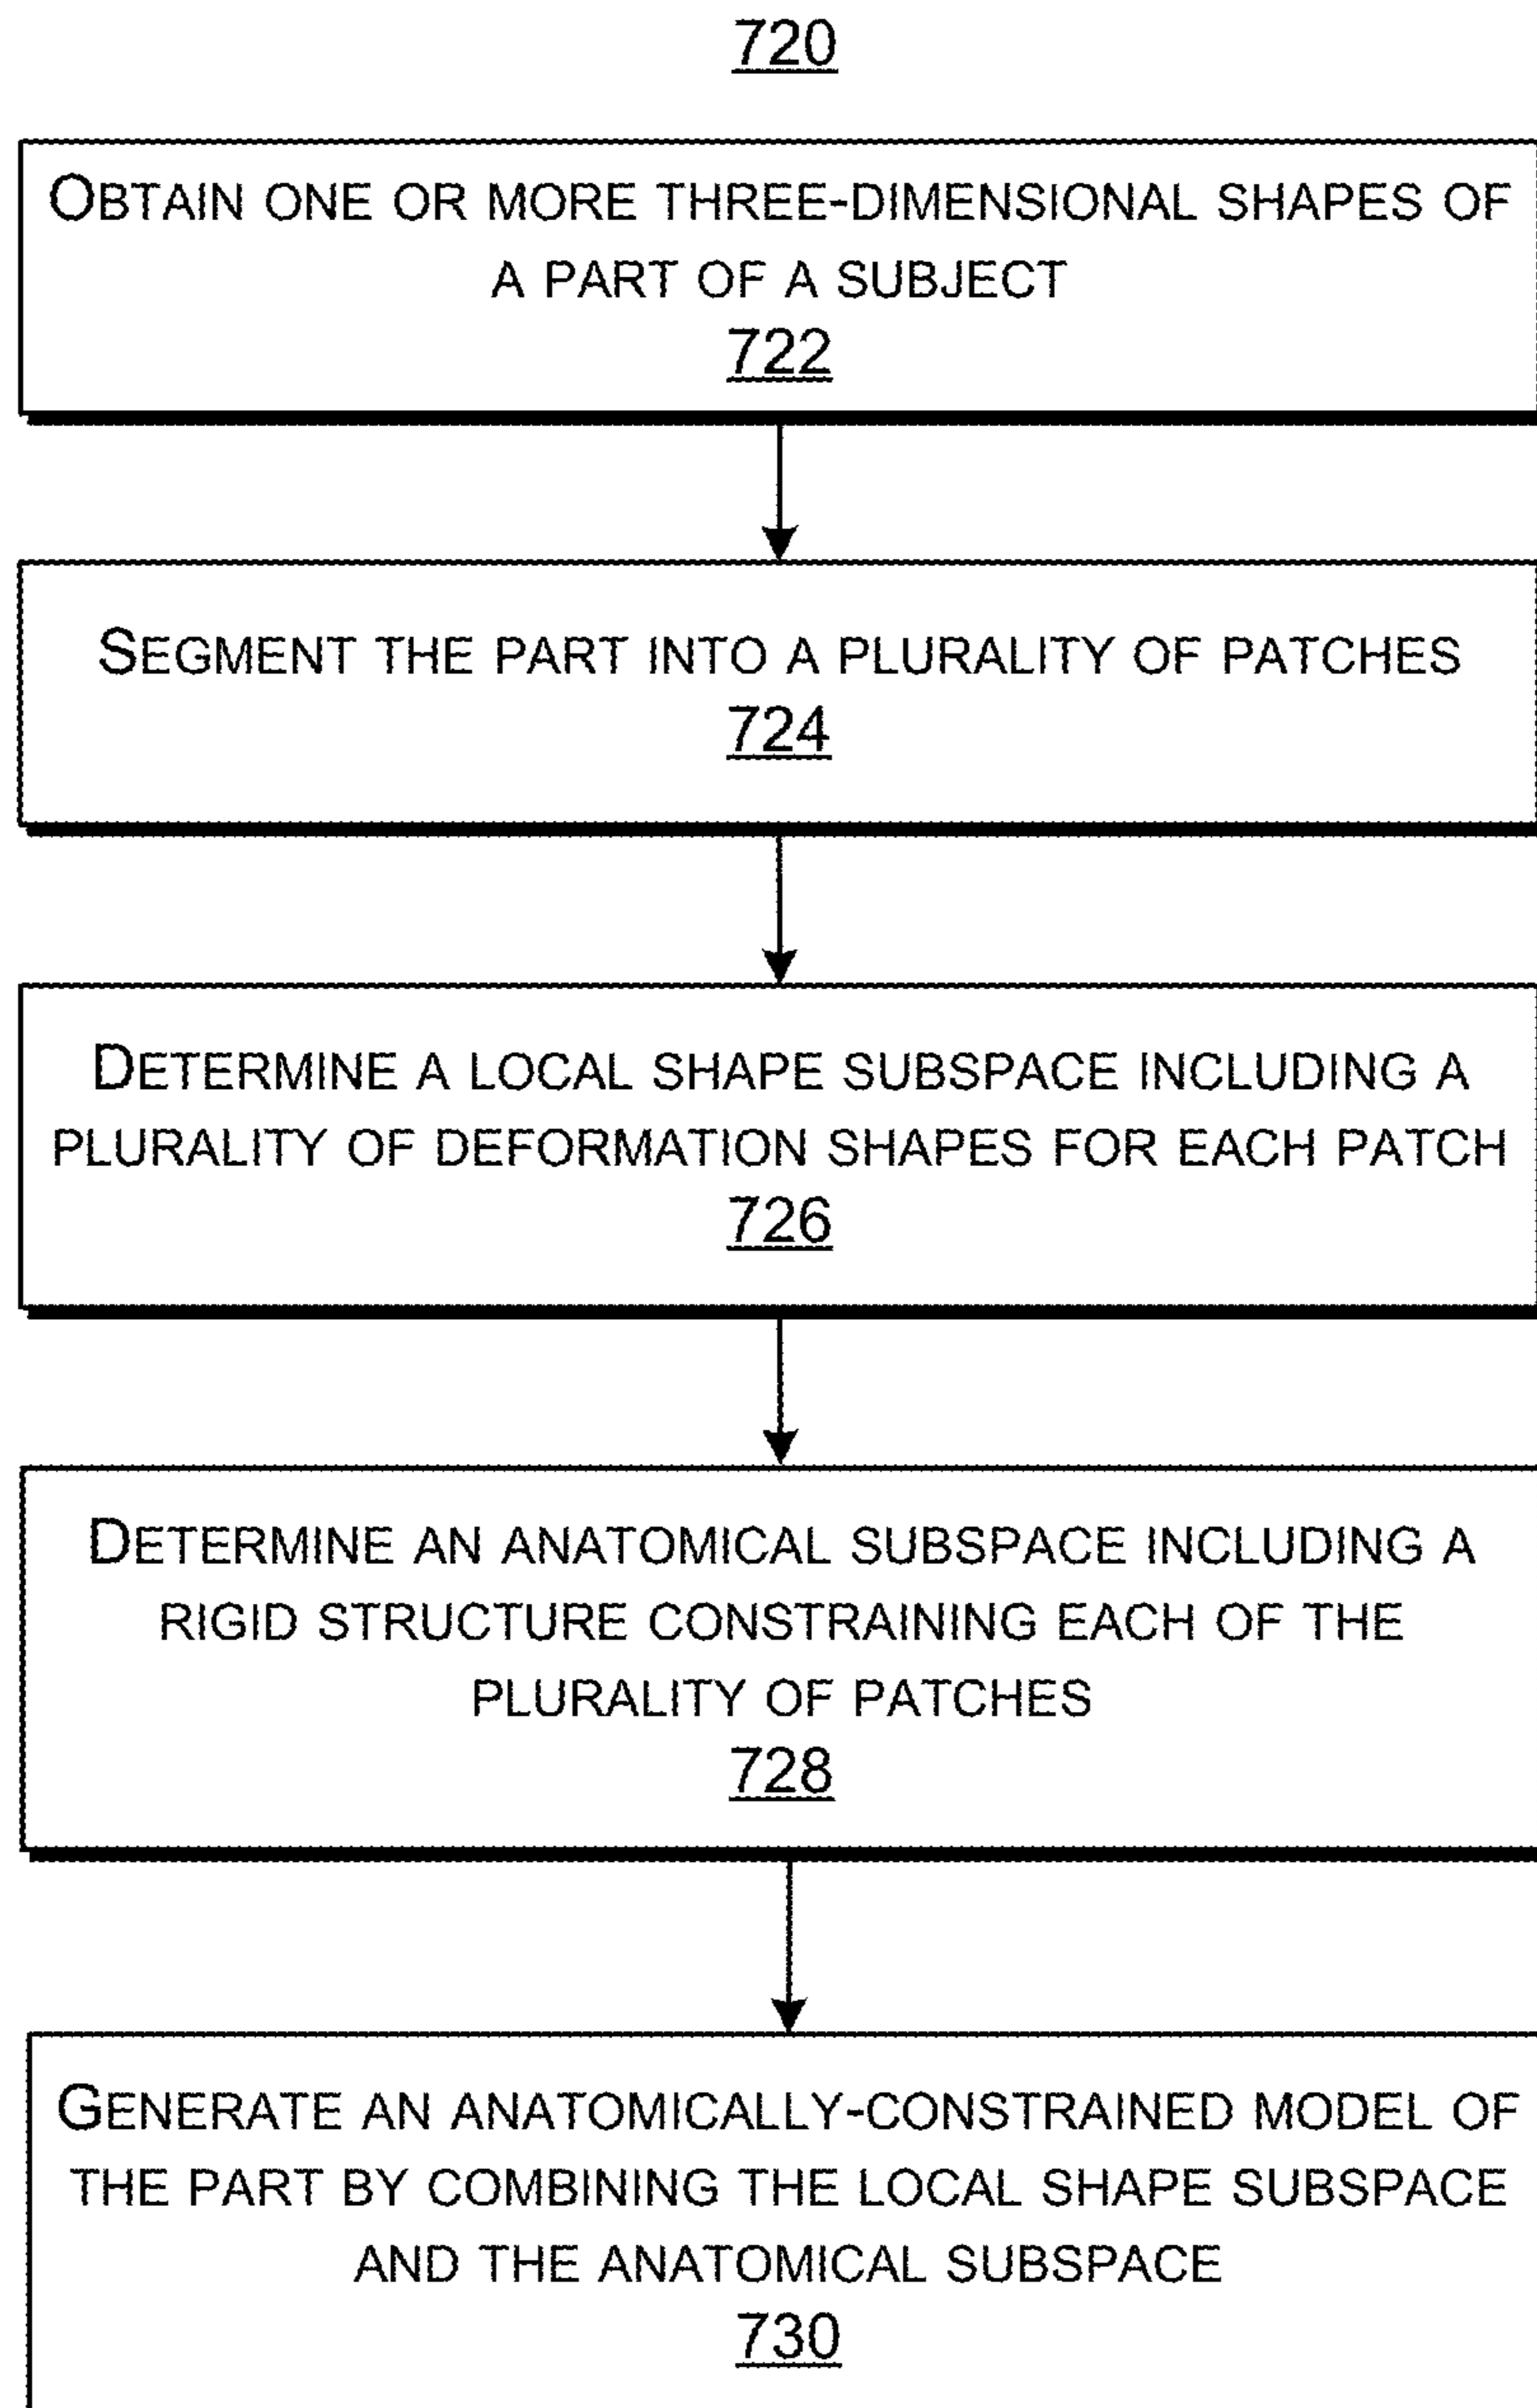 720
OBTAIN ONE OR MORE THREE-DIMENSIONAL SHAPES OF
A PART OF A SUBJECT
722
SEGMENT THE PART INTO A PLURALITY OF PATCHES
724
DETERMINE A LOCAL SHAPE SUBSPACE INCLUDING A
PLURALITY OF DEFORMATION SHAPES FOR EACH PATCH
726
DETERMINE AN ANATOMICAL SUBSPACE INCLUDING A
RIGID STRUCTURE CONSTRAINING EACH OF THE
PLURALITY OF PATCHES
728
GENERATE AN ANATOMICALLY-CONSTRAINED MODEL OF
THE PART BY COMBINING THE LOCAL SHAPE SUBSPACE
AND THE ANATOMICAL SUBSPACE
730